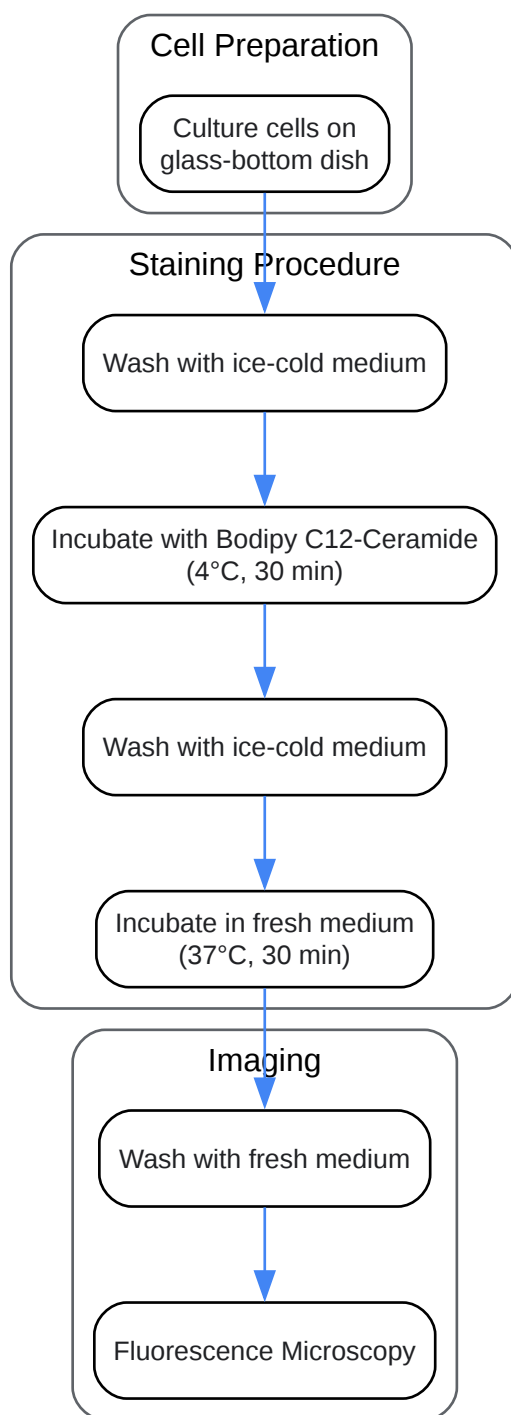 Cell Preparation
Culture cells on
glass-bottom dish
Staining Procedure
Wash with ice-cold medium
Incubate with Bodipy C12-Ceramide
(4°C, 30 min)
Wash with ice-cold medium
Incubate in fresh medium
(37°C, 30 min)
Imaging
Wash with fresh medium
Fluorescence Microscopy